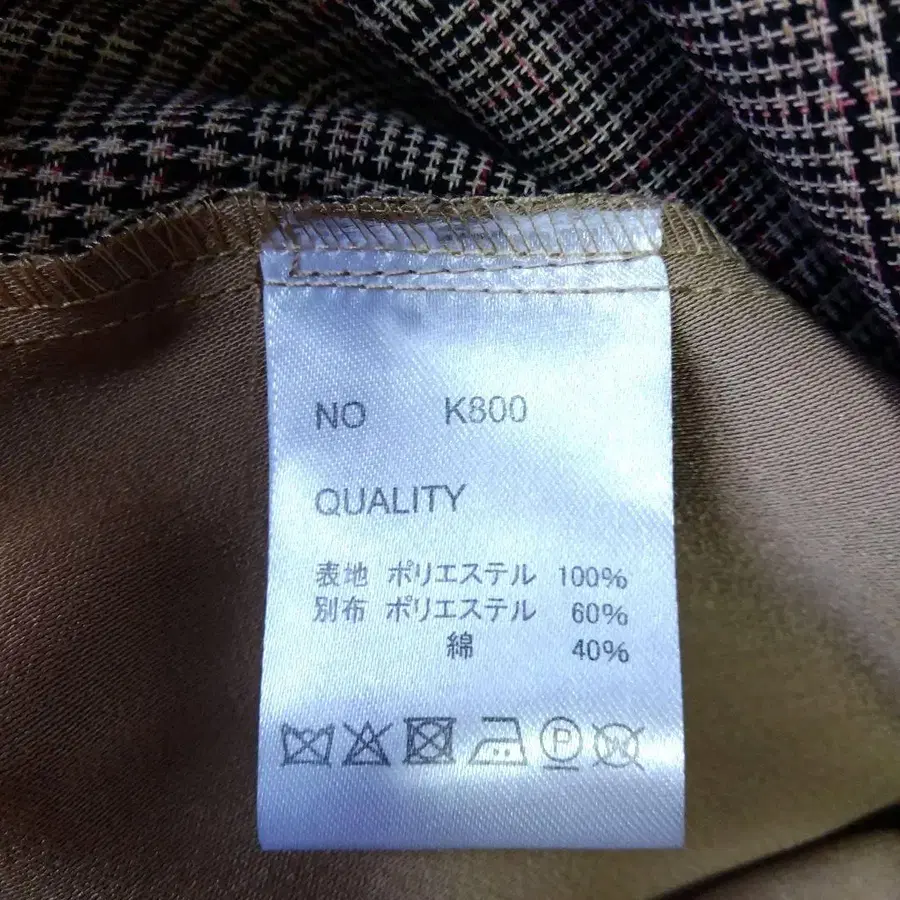 NO K800
QUALITY
表地 ポリエステル 100%
別布 ポリエステル 60%
綿 40%
P W